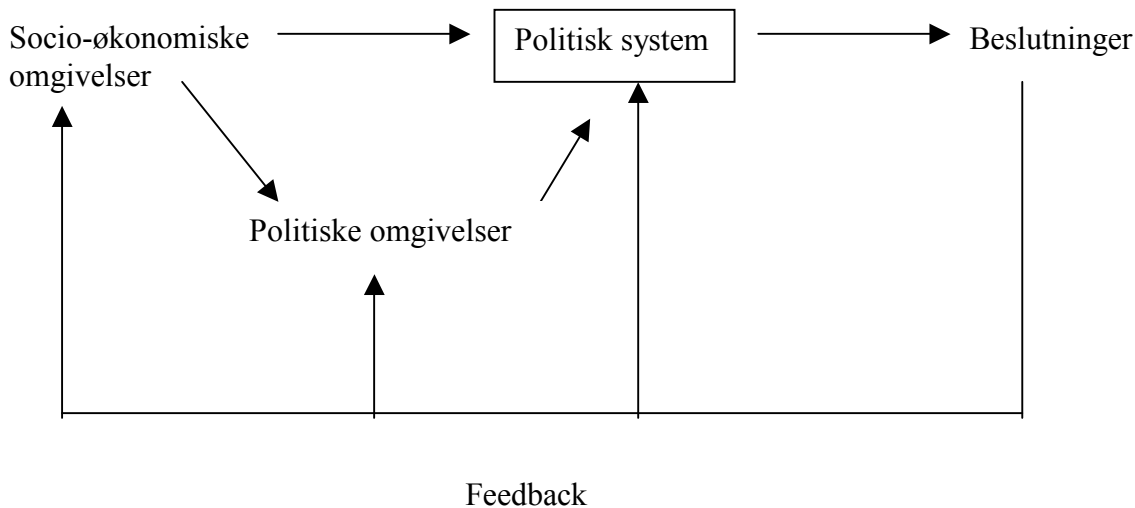 Socio-økonomiske
omgivelser
Politisk system
Beslutninger
Politiske omgivelser
Feedback